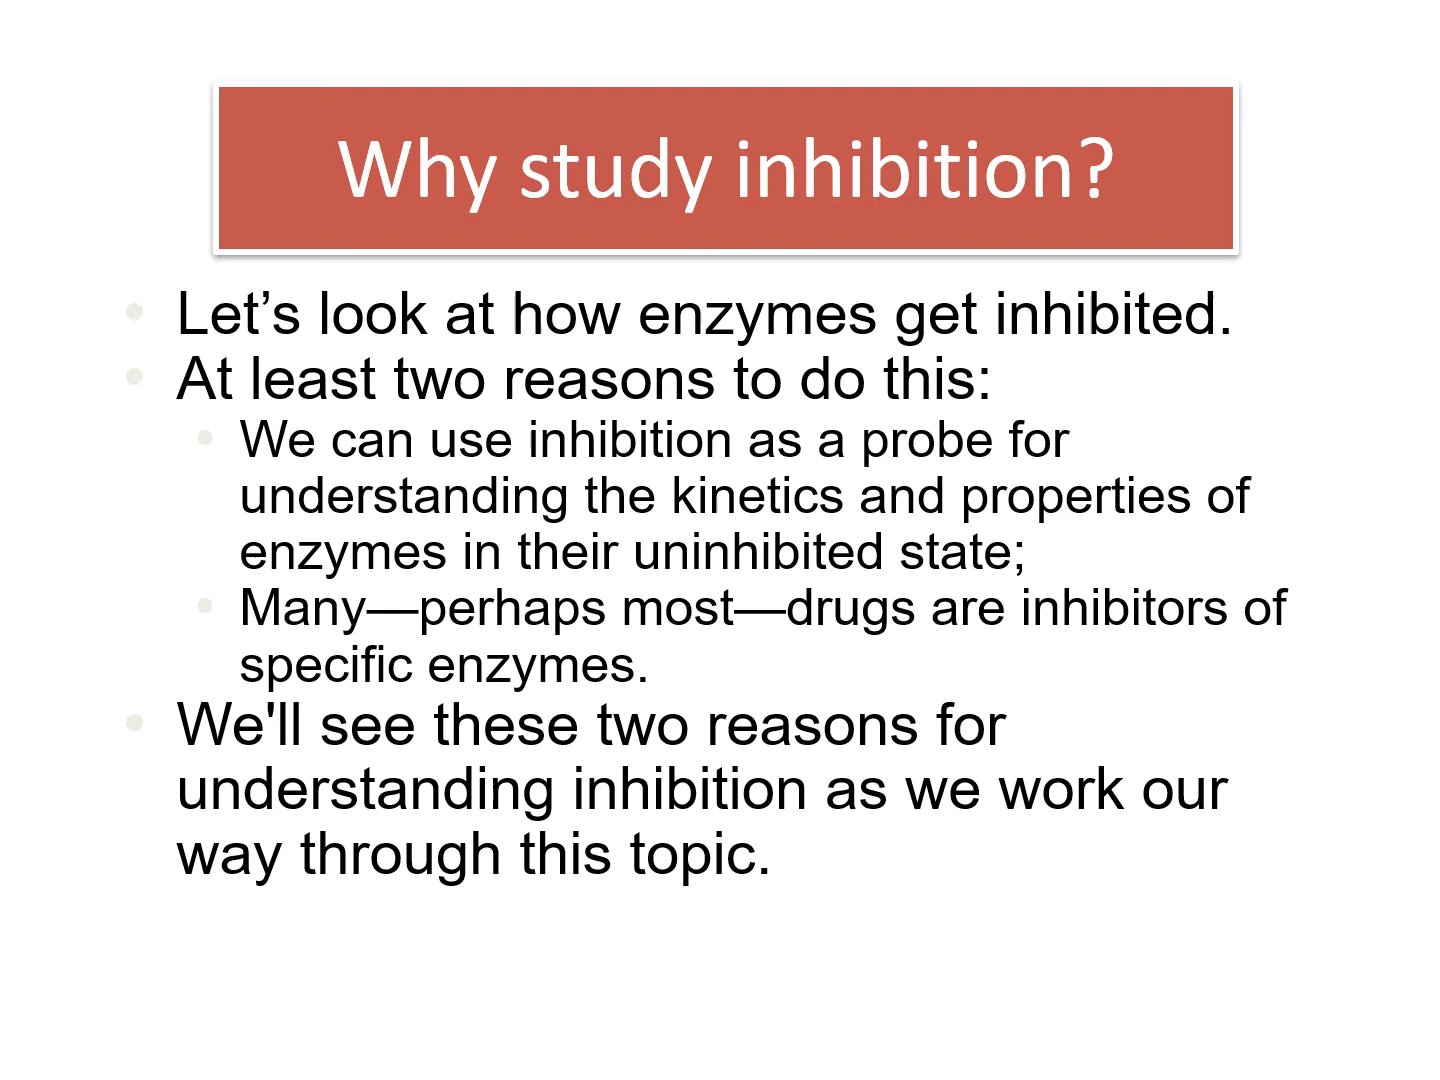 Why study inhibition?
• Let’s look at how enzymes get inhibited.
• At least two reasons to do this:
• We can use inhibition as a probe for
understanding the kinetics and properties of
enzymes in their uninhibited state;
• Many—perhaps most—drugs are inhibitors of
specific enzymes.
• We'll see these two reasons for
understanding inhibition as we work our
way through this topic.